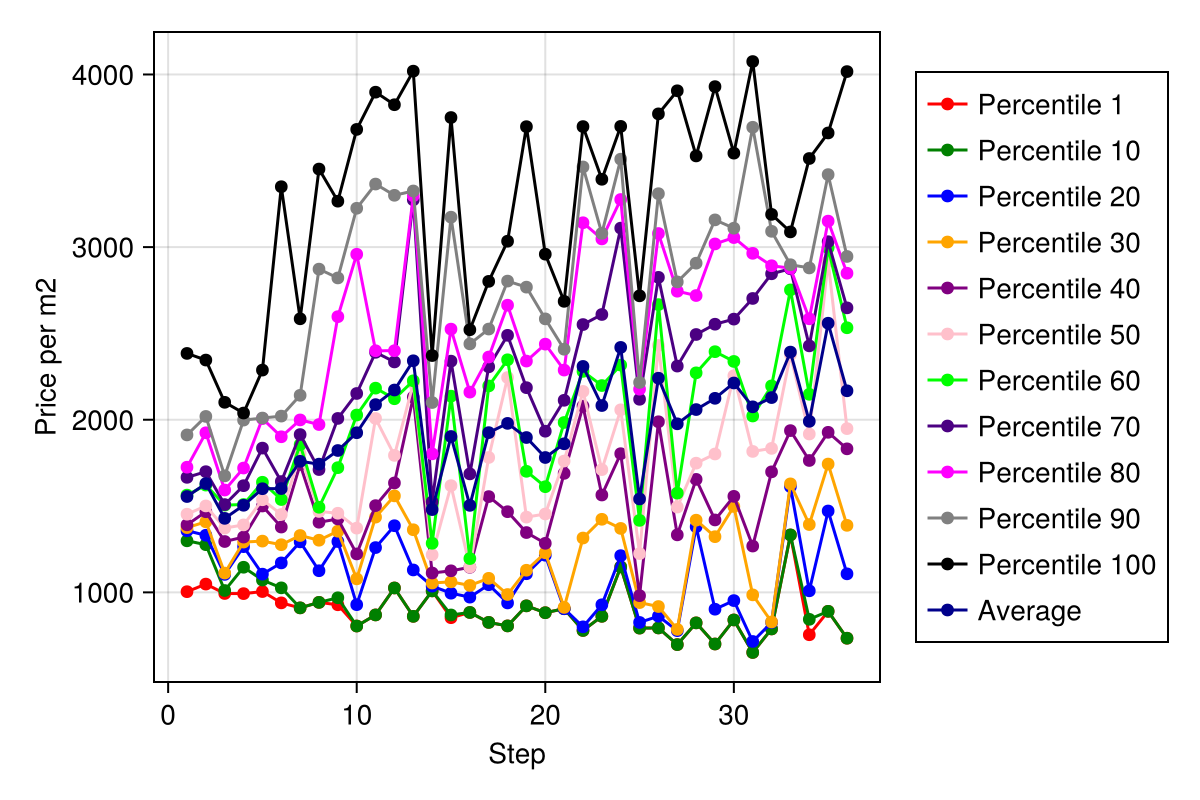 4000
3000
2000
1000
Price per m2
0 10 20 30
Step
Percentile 1
Percentile 10
Percentile 20
Percentile 30
Percentile 40
Percentile 50
Percentile 60
Percentile 70
Percentile 80
Percentile 90
Percentile 100
Average